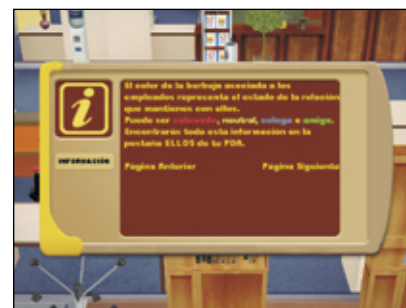 El color de la burbuja asociada a los
empleados representa el estado de la relación
que mantienes con ellos.
Puede ser cabreado, neutral, colega o amigo.
Encontrarás toda esta información en la
pestaña ELLOS de tu PDA.
INFORMACIÓN
Página Anterior Página Siguiente